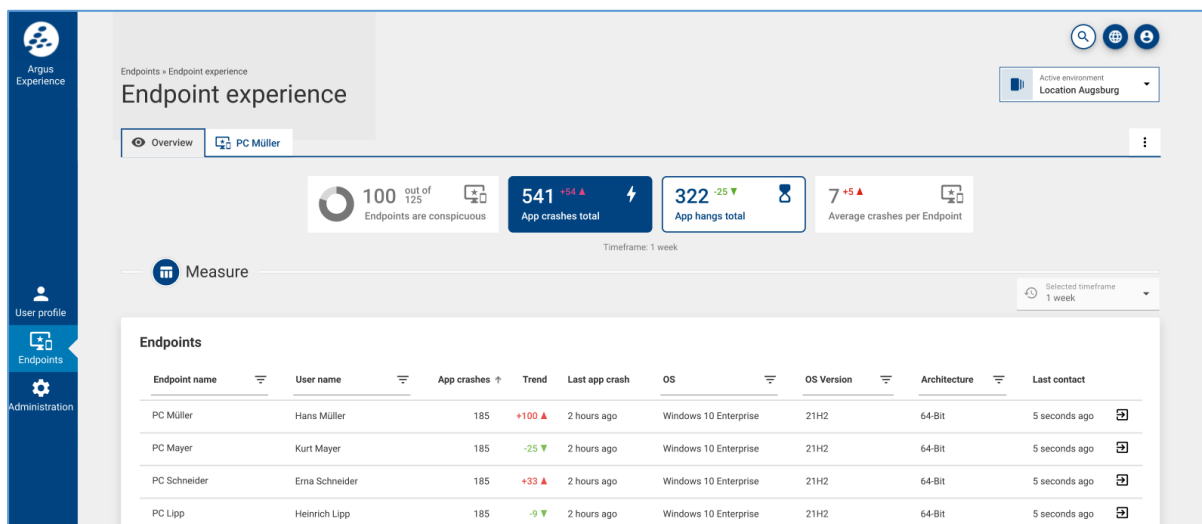 Argus
Experience
Endpoints » Endpoint experience
Endpoint experience
Active environment
Location Augsburg
Overview
PC Müller
100 out of 125
Endpoints are conspicuous
541 +54
App crashes total
322 -25
App hangs total
7 +5
Average crashes per Endpoint
Timeframe: 1 week
Measure
Selected timeframe
1 week
User profile
Endpoints
Administration
Endpoints
Endpoint name User name App crashes Trend Last app crash OS OS Version Architecture Last contact
PC Müller Hans Müller 185 +100 2 hours ago Windows 10 Enterprise 21H2 64-Bit 5 seconds ago
PC Mayer Kurt Mayer 185 -25 2 hours ago Windows 10 Enterprise 21H2 64-Bit 5 seconds ago
PC Schneider Erna Schneider 185 +33 2 hours ago Windows 10 Enterprise 21H2 64-Bit 5 seconds ago
PC Lipp Heinrich Lipp 185 -9 2 hours ago Windows 10 Enterprise 21H2 64-Bit 5 seconds ago